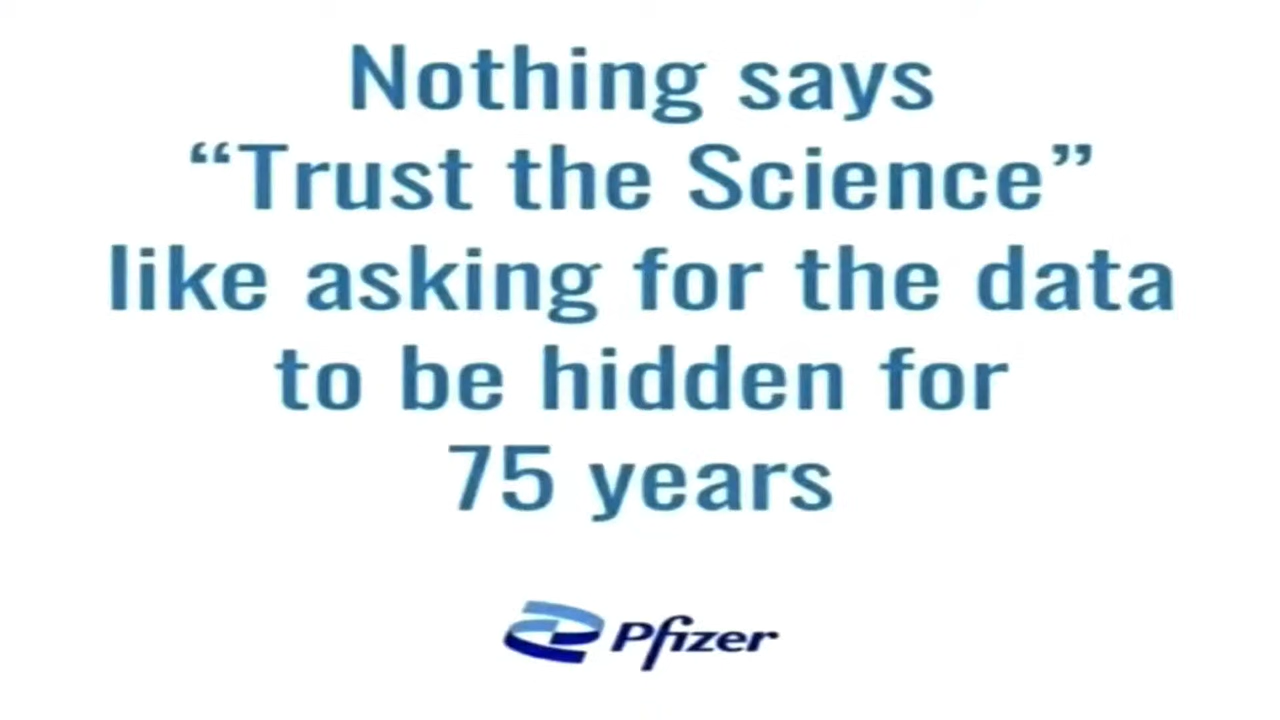 Nothing says
“Trust the Science”
like asking for the data
to be hidden for
75 years
Pfizer